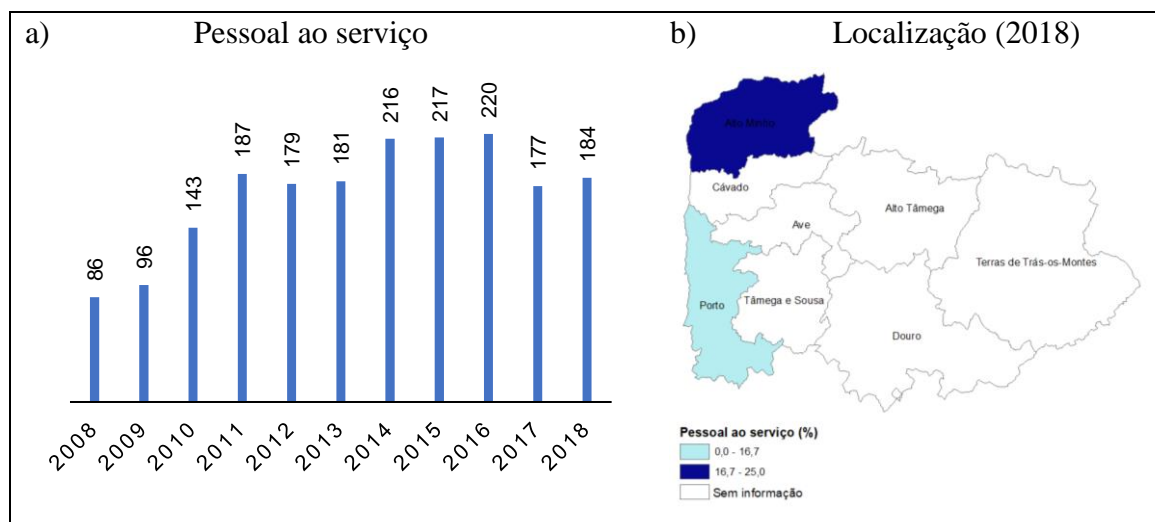 a) Pessoal ao serviço
86
96
143
187
179
181
216
217
220
177
184
2008
2009
2010
2011
2012
2013
2014
2015
2016
2017
2018
b) Localização (2018)
Alto Minho
Cávado
Alto Tâmega
Ave
Terras de Trás-os-Montes
Porto
Tâmega e Sousa
Douro
Pessoal ao serviço (%)
0,0 - 16,7
16,7 - 25,0
Sem informação